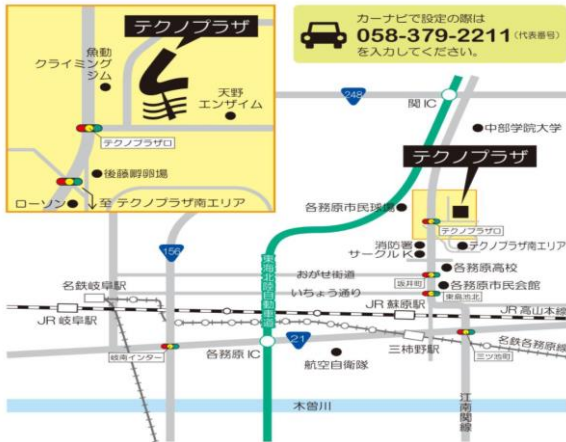 テクノプラザ
魚動
クライミング
ジム
天野
エンザイム
テクノプラザ口
後藤孵卵場
ローソン
至 テクノプラザ南エリア
カーナビで設定の際は
058-379-2211(代表番号)
を入力してください。
248
関IC
中部学院大学
テクノプラザ
各務原市民球場
テクノプラザ口
消防署
サークルK
テクノプラザ南エリア
156
東海北陸自動車道
おがせ街道
坂井町
各務原高校
名鉄岐阜駅
いちょう通り
東島池北
各務原市民会館
JR 岐阜駅
JR 蘇原駅
JR 高山本線
岐南インター
各務原 IC
21
三柿野駅
名鉄各務原線
三ツ池町
航空自衛隊
木曽川
江南関線